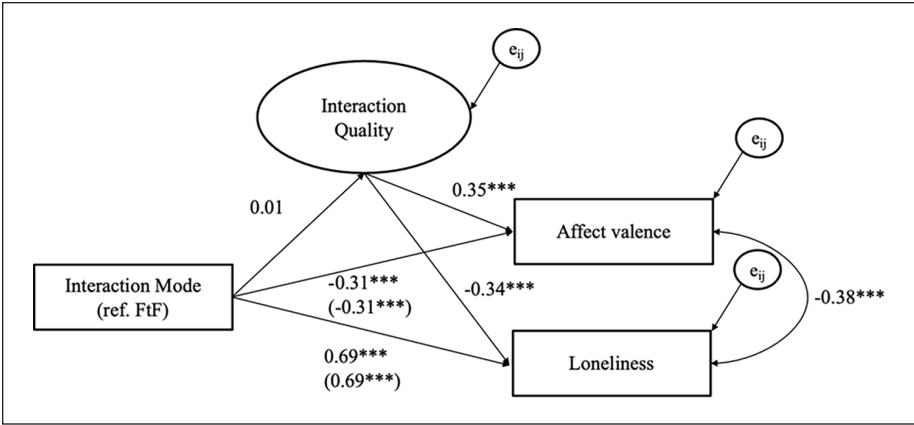 e_ij
Interaction
Quality
e_ij
0.35***
0.01
Affect valence
Interaction Mode
(ref. FtF)
-0.31***
(-0.31***)
-0.34***
e_ij
-0.38***
0.69***
(0.69***)
Loneliness